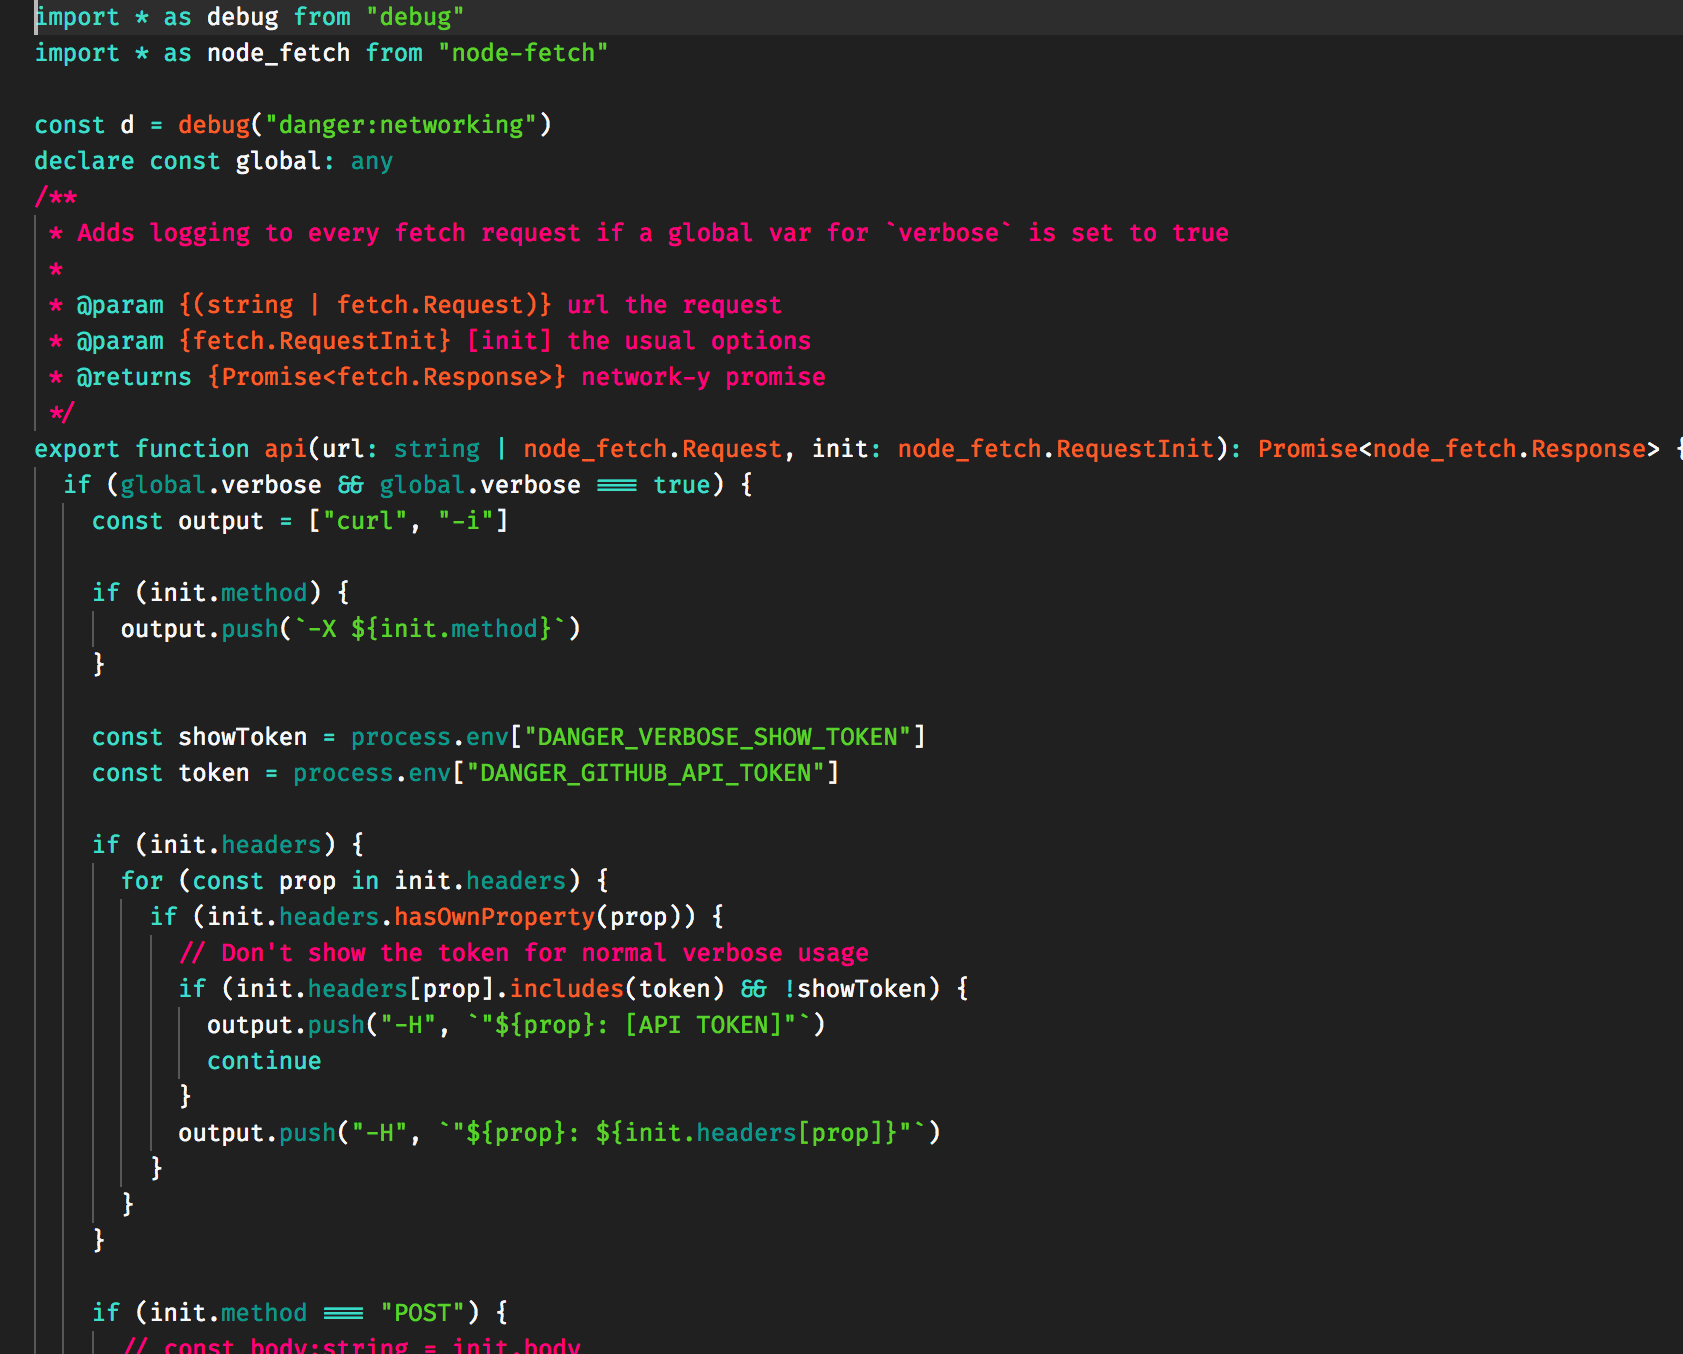 import * as debug from "debug"
import * as node_fetch from "node-fetch"

const d = debug("danger:networking")
declare const global: any
/**
 * Adds logging to every fetch request if a global var for `verbose` is set to true
 *
 * @param {(string | fetch.Request)} url the request
 * @param {fetch.RequestInit} [init] the usual options
 * @returns {Promise<fetch.Response>} network-y promise
 */
export function api(url: string | node_fetch.Request, init: node_fetch.RequestInit): Promise<node_fetch.Response> {
  if (global.verbose && global.verbose === true) {
    const output = ["curl", "-i"]

    if (init.method) {
      output.push(`-X ${init.method}`)
    }

    const showToken = process.env["DANGER_VERBOSE_SHOW_TOKEN"]
    const token = process.env["DANGER_GITHUB_API_TOKEN"]

    if (init.headers) {
      for (const prop in init.headers) {
        if (init.headers.hasOwnProperty(prop)) {
          // Don't show the token for normal verbose usage
          if (init.headers[prop].includes(token) && !showToken) {
            output.push("-H", `"${prop}: [API TOKEN]"`)
            continue
          }
          output.push("-H", `"${prop}: ${init.headers[prop]}"`)
        }
      }
    }

    if (init.method === "POST") {
      // const body:string = init.body